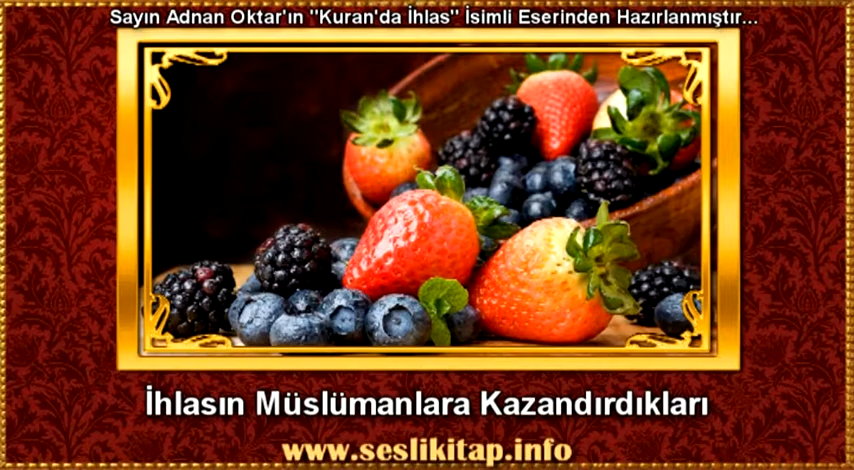 Sayın Adnan Oktar'ın "Kuran'da İhlas" İsimli Eserinden Hazırlanmıştır...
İhlasın Müslümanlara Kazandırdıkları
www.seslikitap.info